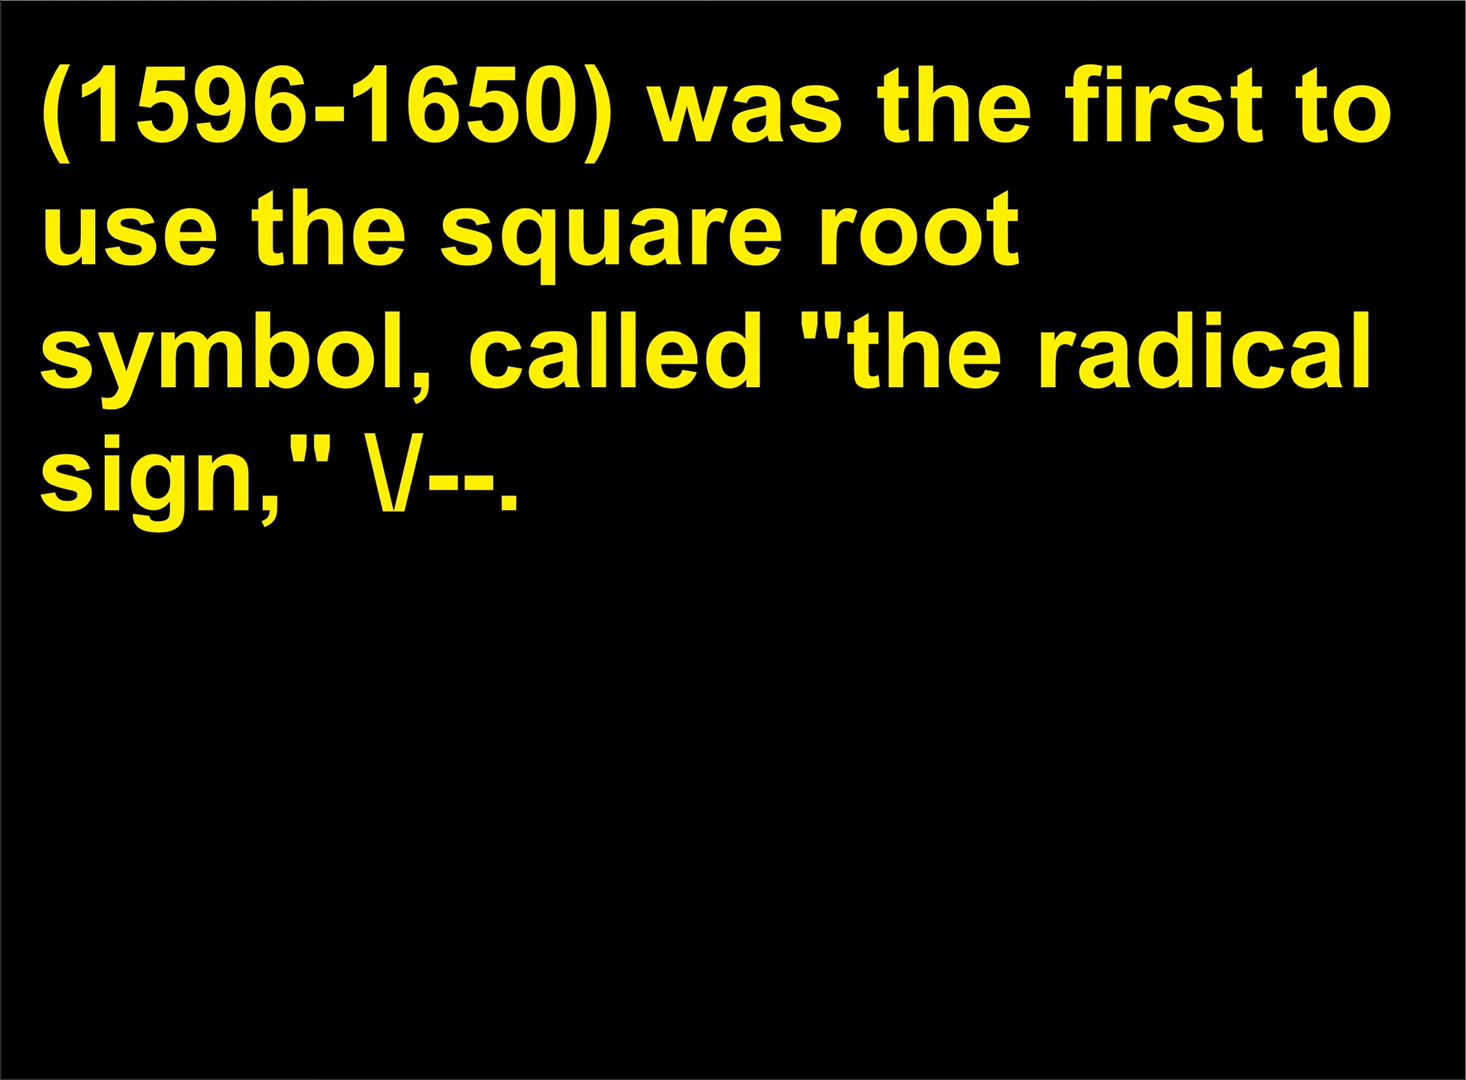 (1596-1650) was the first to
use the square root
symbol, called "the radical
sign," \/--.